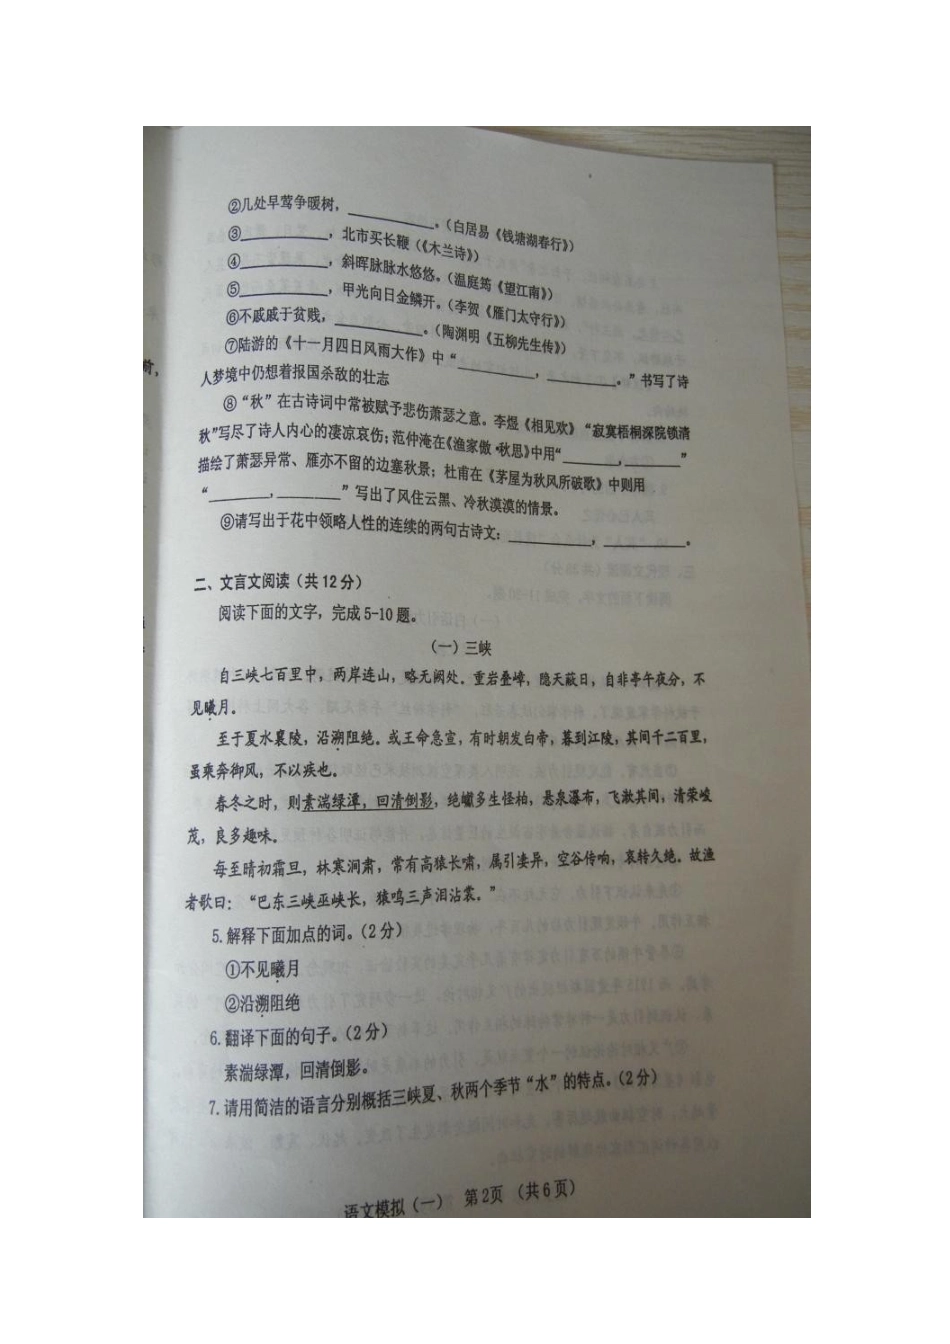 ②几处早莺争暖树，__________。（白居易《钱塘湖春行》）
③__________，北市买长鞭（《木兰诗》）
④__________，斜晖脉脉水悠悠。（温庭筠《望江南》）
⑤__________，甲光向日金鳞开。（李贺《雁门太守行》）
⑥不戚戚于贫贱，__________。（陶渊明《五柳先生传》）
⑦陆游的《十一月四日风雨大作》中“__________，__________。”书写了诗
人梦境中仍想着报国杀敌的壮志
⑧“秋”在古诗词中常被赋予悲伤萧瑟之意。李煜《相见欢》“寂寞梧桐深院锁清
秋”写尽了诗人内心的凄凉哀伤；范仲淹在《渔家傲·秋思》中用“________，________”
描绘了萧瑟异常、雁亦不留的边塞秋景；杜甫在《茅屋为秋风所破歌》中则用
“________，________”写出了风住云黑、冷秋漠漠的情景。
⑨请写出于花中领略人性的连续的两句古诗文：__________，__________。
二、文言文阅读（共12分）
阅读下面的文字，完成5-10题。
（一）三峡
自三峡七百里中，两岸连山，略无阙处。重岩叠嶂，隐天蔽日，自非亭午夜分，不
见曦月。
至于夏水襄陵，沿溯阻绝。或王命急宣，有时朝发白帝，暮到江陵，其间千二百里，
虽乘奔御风，不以疾也。
春冬之时，则素湍绿潭，回清倒影，绝巘多生怪柏，悬泉瀑布，飞漱其间，清荣峻
茂，良多趣味。
每至晴初霜旦，林寒涧肃，常有高猿长啸，属引凄异，空谷传响，哀转久绝。故渔
者歌曰：“巴东三峡巫峡长，猿鸣三声泪沾裳。”
5.解释下面加点的词。（2分）
①不见曦月
②沿溯阻绝
6.翻译下面的句子。（2分）
素湍绿潭，回清倒影。
7.请用简洁的语言分别概括三峡夏、秋两个季节“水”的特点。（2分）
语文模拟（一） 第2页 （共6页）